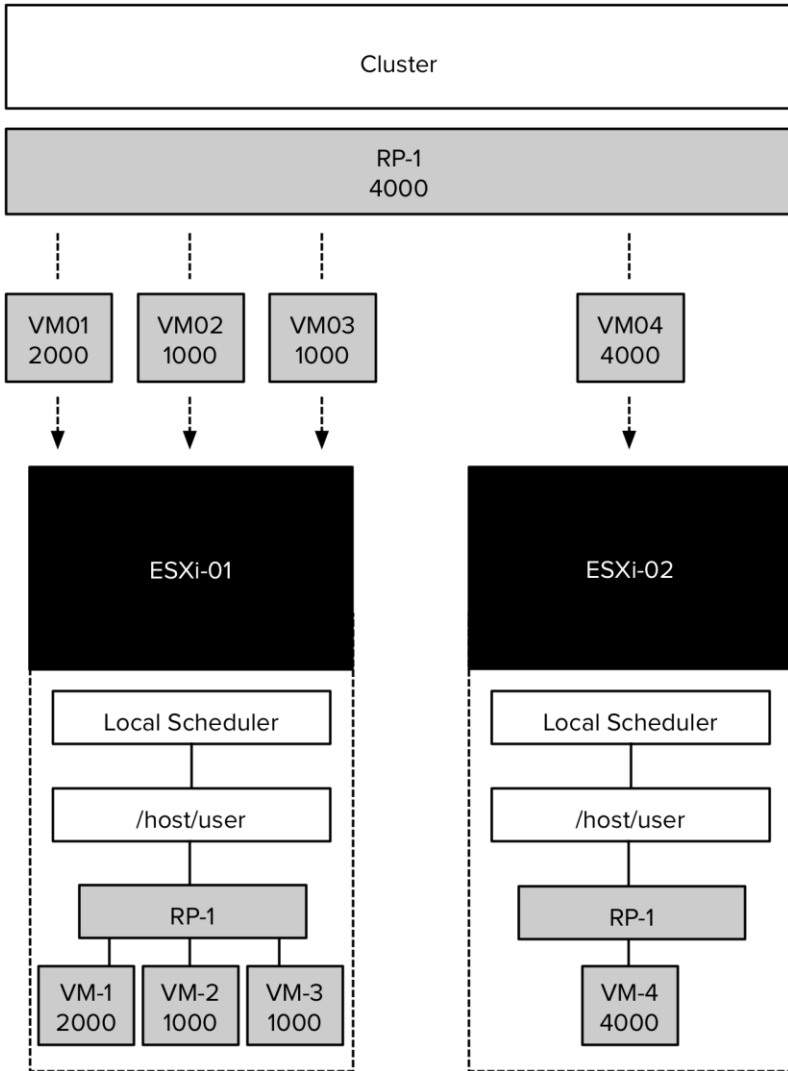 Cluster
RP-1
4000
VM01
2000
VM02
1000
VM03
1000
VM04
4000
ESXi-01
ESXi-02
Local Scheduler
/host/user
RP-1
VM-1
2000
VM-2
1000
VM-3
1000
Local Scheduler
/host/user
RP-1
VM-4
4000